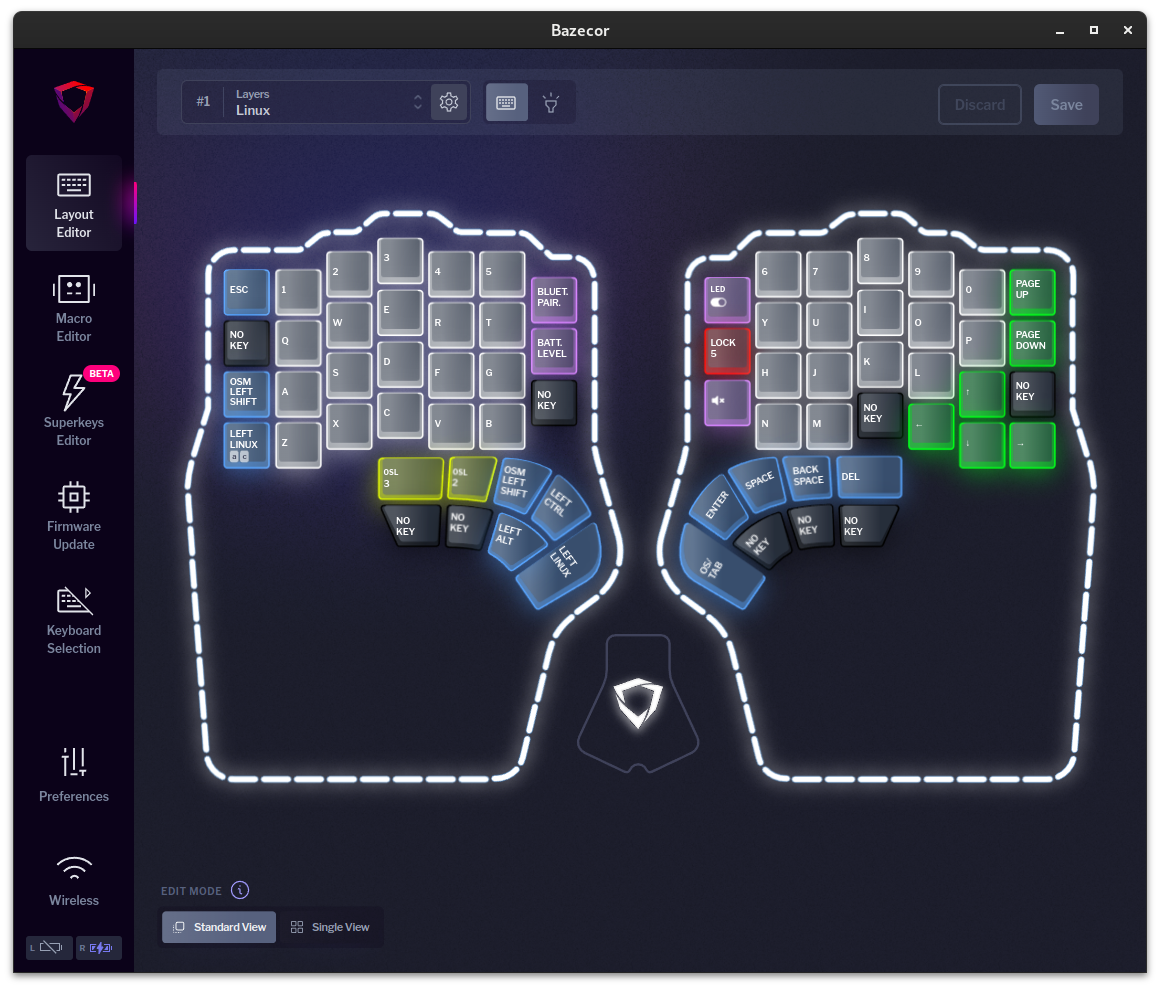 Bazecor
#1
Layers
Linux
Discard
Save
Layout
Editor
Macro
Editor
BETA
Superkeys
Editor
Firmware
Update
Keyboard
Selection
Preferences
Wireless
L
R
ESC
1
2
3
4
5
BLUET.
PAIR.
NO
KEY
Q
W
E
R
T
BATT.
LEVEL
OSM
LEFT
SHIFT
A
S
D
F
G
NO
KEY
LEFT
LINUX
a c
Z
X
C
V
B
OSL
3
OSL
2
OSM
LEFT
SHIFT
LEFT
CTRL
NO
KEY
NO
KEY
LEFT
ALT
LEFT
LINUX
LED
6
7
8
9
0
PAGE
UP
LOCK
5
Y
U
I
O
P
PAGE
DOWN
H
J
K
L
↑
NO
KEY
N
M
NO
KEY
←
↓
→
ENTER
SPACE
BACK
SPACE
DEL
OS/
TAB
NO
KEY
NO
KEY
NO
KEY
EDIT MODE
i
Standard View
Single View